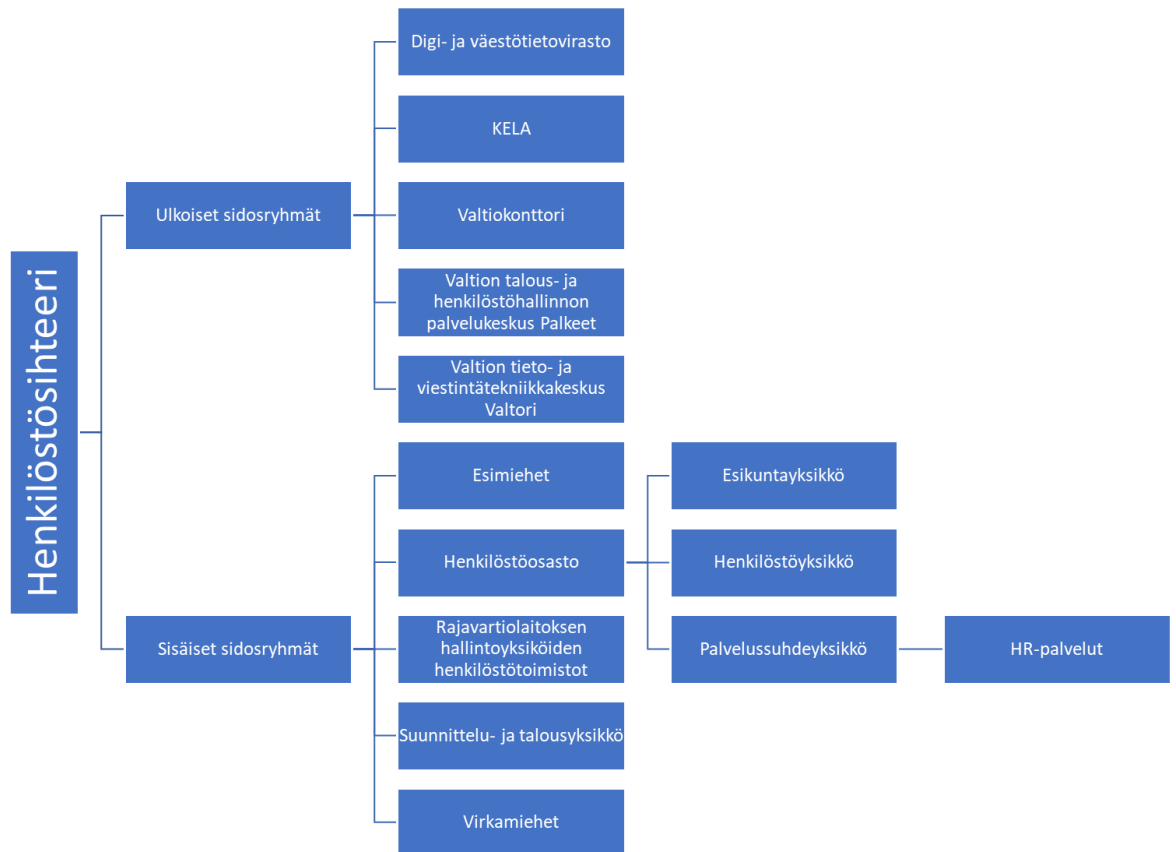 Henkilöstösihteeri
Ulkoiset sidosryhmät
Digi- ja väestötietovirasto
KELA
Valtiokonttori
Valtion talous- ja
henkilöstöhallinnon
palvelukeskus Palkeet
Valtion tieto- ja
viestintätekniikkakeskus
Valtori
Sisäiset sidosryhmät
Esimiehet
Henkilöstöosasto
Esikuntayksikkö
Henkilöstöyksikkö
Palvelussuhdeyksikkö
HR-palvelut
Rajavartiolaitoksen
hallintoyksiköiden
henkilöstötoimistot
Suunnittelu- ja talousyksikkö
Virkamiehet